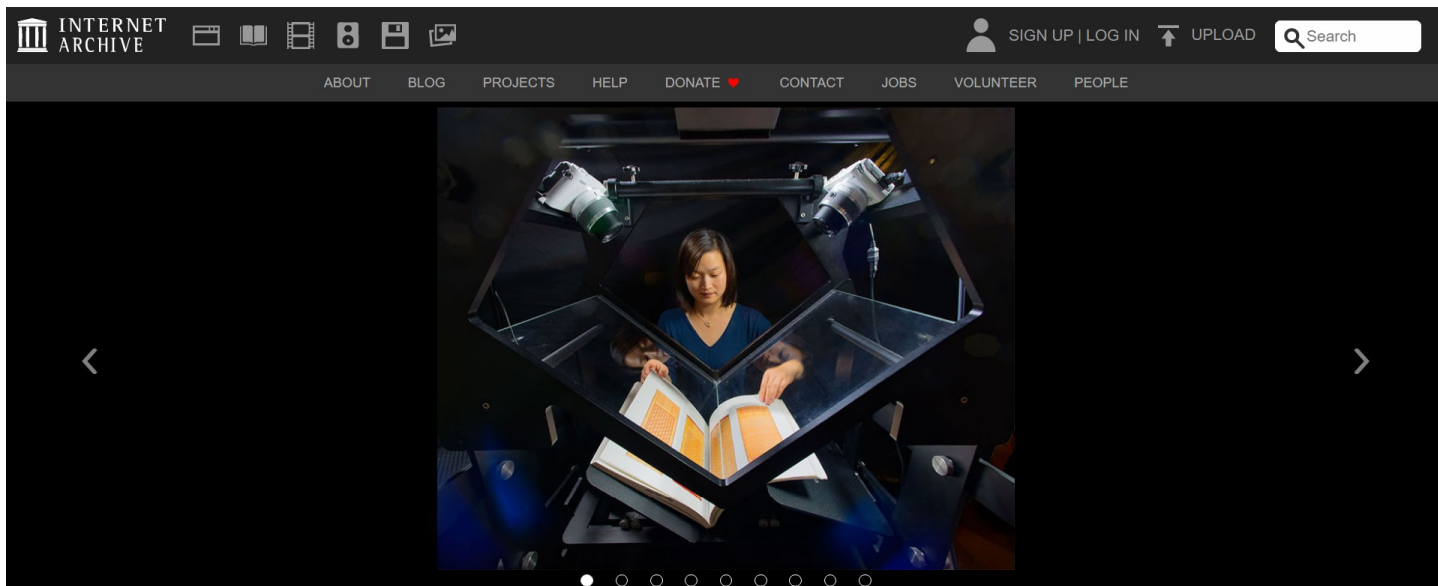 INTERNET
ARCHIVE
SIGN UP | LOG IN
UPLOAD
Search
ABOUT
BLOG
PROJECTS
HELP
DONATE
CONTACT
JOBS
VOLUNTEER
PEOPLE